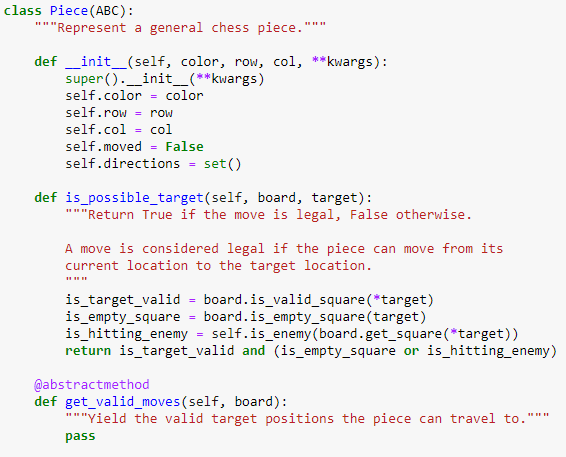 class Piece(ABC):
    """Represent a general chess piece."""

    def __init__(self, color, row, col, **kwargs):
        super().__init__(**kwargs)
        self.color = color
        self.row = row
        self.col = col
        self.moved = False
        self.directions = set()

    def is_possible_target(self, board, target):
        """Return True if the move is legal, False otherwise.

        A move is considered legal if the piece can move from its
        current location to the target location.
        """
        is_target_valid = board.is_valid_square(*target)
        is_empty_square = board.is_empty_square(target)
        is_hitting_enemy = self.is_enemy(board.get_square(*target))
        return is_target_valid and (is_empty_square or is_hitting_enemy)

    @abstractmethod
    def get_valid_moves(self, board):
        """Yield the valid target positions the piece can travel to."""
        pass